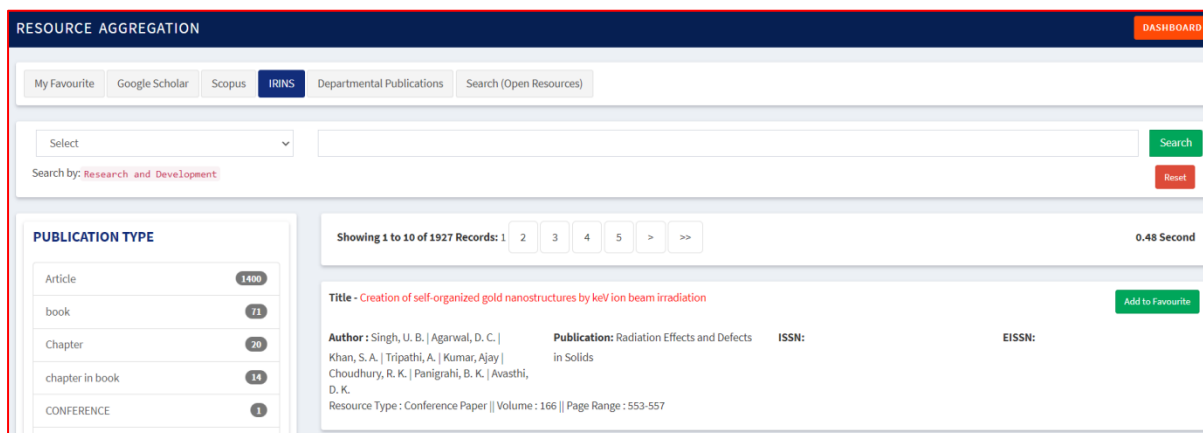 RESOURCE AGGREGATION
DASHBOARD
My Favourite Google Scholar Scopus IRINS Departmental Publications Search (Open Resources)
Select
Search
Search by: Research and Development
Reset
PUBLICATION TYPE
Article 1400
book 71
Chapter 20
chapter in book 14
CONFERENCE 1
Showing 1 to 10 of 1927 Records: 1 2 3 4 5 > >>
0.48 Second
Title - Creation of self-organized gold nanostructures by keV ion beam irradiation
Add to Favourite
Author : Singh, U. B. | Agarwal, D. C. |
Khan, S. A. | Tripathi, A. | Kumar, Ajay |
Choudhury, R. K. | Panigrahi, B. K. | Avasthi,
D. K.
Publication: Radiation Effects and Defects
in Solids
ISSN:
EISSN:
Resource Type : Conference Paper || Volume : 166 || Page Range : 553-557